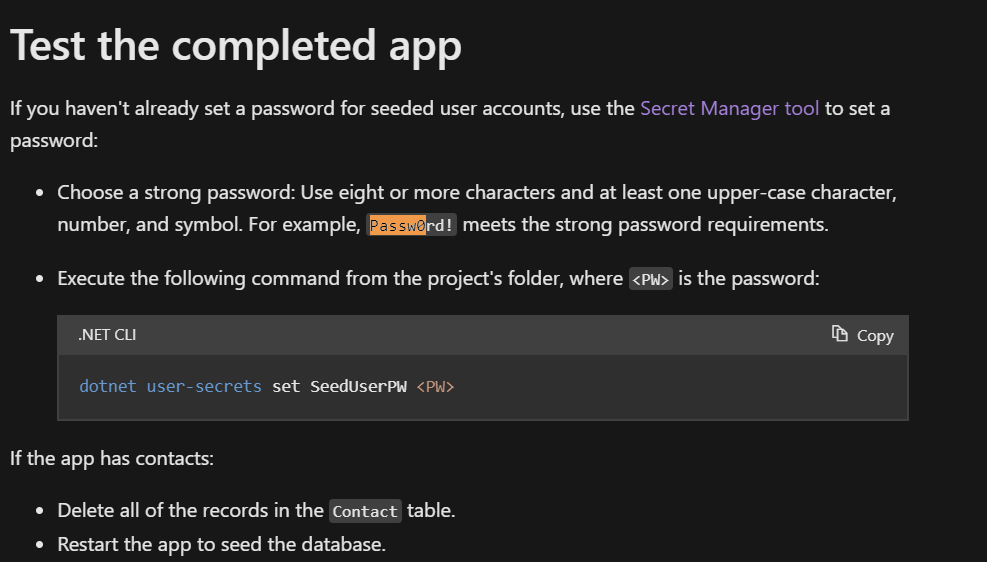 Test the completed app
If you haven't already set a password for seeded user accounts, use the Secret Manager tool to set a
password:
• Choose a strong password: Use eight or more characters and at least one upper-case character,
number, and symbol. For example, Passw0rd! meets the strong password requirements.
• Execute the following command from the project's folder, where <PW> is the password:
.NET CLI
Copy
dotnet user-secrets set SeedUserPW <PW>
If the app has contacts:
• Delete all of the records in the Contact table.
• Restart the app to seed the database.